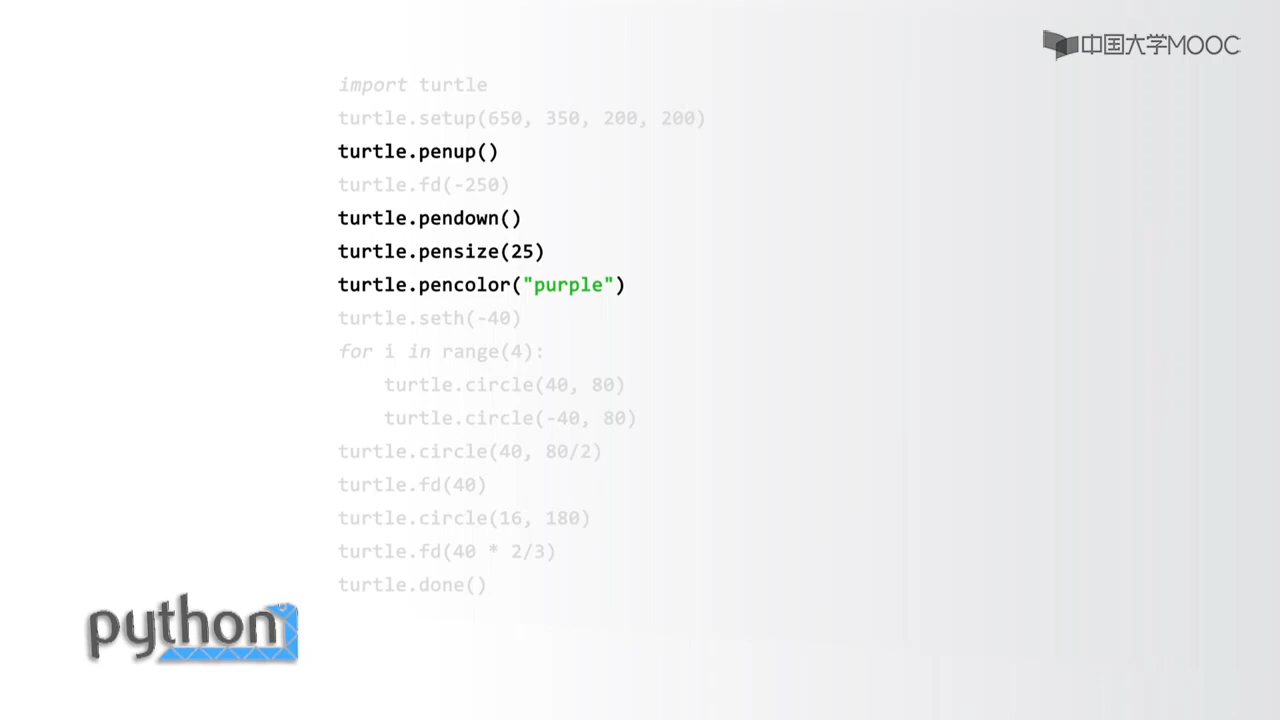 中国大学MOOC
import turtle
turtle.setup(650, 350, 200, 200)
turtle.penup()
turtle.fd(-250)
turtle.pendown()
turtle.pensize(25)
turtle.pencolor("purple")
turtle.seth(-40)
for i in range(4):
    turtle.circle(40, 80)
    turtle.circle(-40, 80)
turtle.circle(40, 80/2)
turtle.fd(40)
turtle.circle(16, 180)
turtle.fd(40 * 2/3)
turtle.done()
python